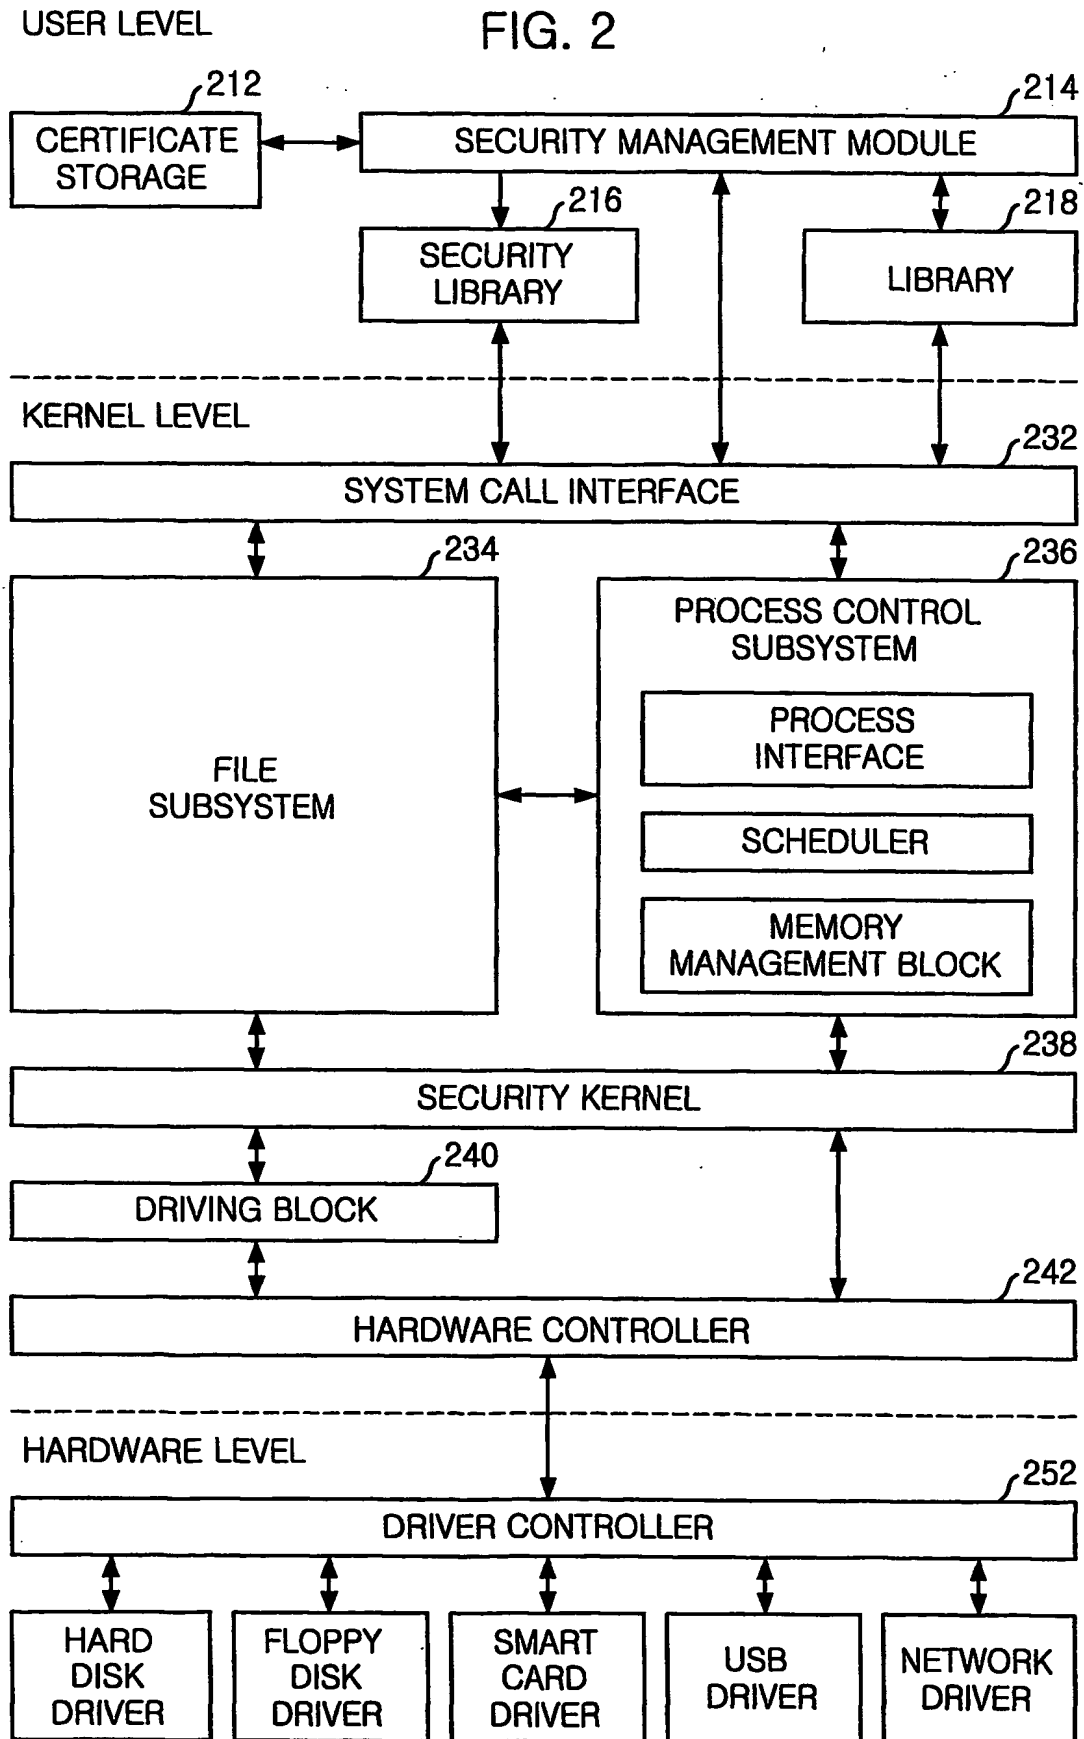 USER LEVEL
FIG. 2
212
214
CERTIFICATE
STORAGE
SECURITY MANAGEMENT MODULE
216
218
SECURITY
LIBRARY
LIBRARY
KERNEL LEVEL
232
SYSTEM CALL INTERFACE
234
236
FILE
SUBSYSTEM
PROCESS CONTROL
SUBSYSTEM
PROCESS
INTERFACE
SCHEDULER
MEMORY
MANAGEMENT BLOCK
238
SECURITY KERNEL
240
DRIVING BLOCK
242
HARDWARE CONTROLLER
HARDWARE LEVEL
252
DRIVER CONTROLLER
HARD
DISK
DRIVER
FLOPPY
DISK
DRIVER
SMART
CARD
DRIVER
USB
DRIVER
NETWORK
DRIVER